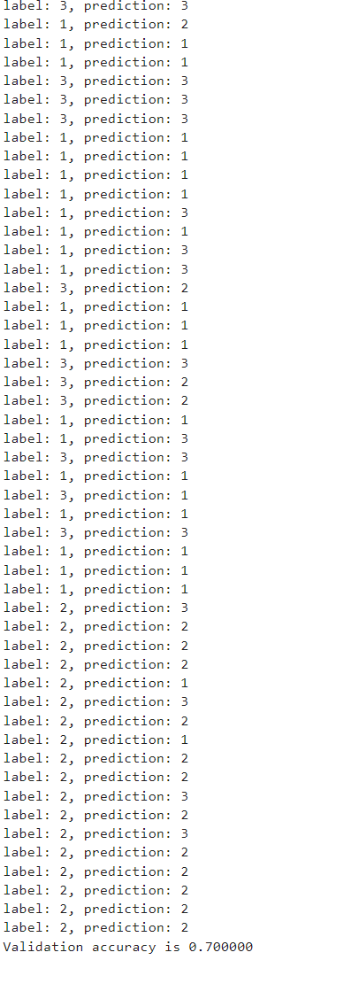 label: 3, prediction: 3
label: 1, prediction: 2
label: 1, prediction: 1
label: 1, prediction: 1
label: 3, prediction: 3
label: 3, prediction: 3
label: 3, prediction: 3
label: 1, prediction: 1
label: 1, prediction: 1
label: 1, prediction: 1
label: 1, prediction: 1
label: 1, prediction: 3
label: 1, prediction: 1
label: 1, prediction: 3
label: 1, prediction: 3
label: 3, prediction: 2
label: 1, prediction: 1
label: 1, prediction: 1
label: 1, prediction: 1
label: 3, prediction: 3
label: 3, prediction: 2
label: 3, prediction: 2
label: 1, prediction: 1
label: 1, prediction: 3
label: 3, prediction: 3
label: 1, prediction: 1
label: 3, prediction: 1
label: 1, prediction: 1
label: 3, prediction: 3
label: 1, prediction: 1
label: 1, prediction: 1
label: 1, prediction: 1
label: 2, prediction: 3
label: 2, prediction: 2
label: 2, prediction: 2
label: 2, prediction: 2
label: 2, prediction: 1
label: 2, prediction: 3
label: 2, prediction: 2
label: 2, prediction: 1
label: 2, prediction: 2
label: 2, prediction: 2
label: 2, prediction: 3
label: 2, prediction: 2
label: 2, prediction: 3
label: 2, prediction: 2
label: 2, prediction: 2
label: 2, prediction: 2
label: 2, prediction: 2
label: 2, prediction: 2
Validation accuracy is 0.700000